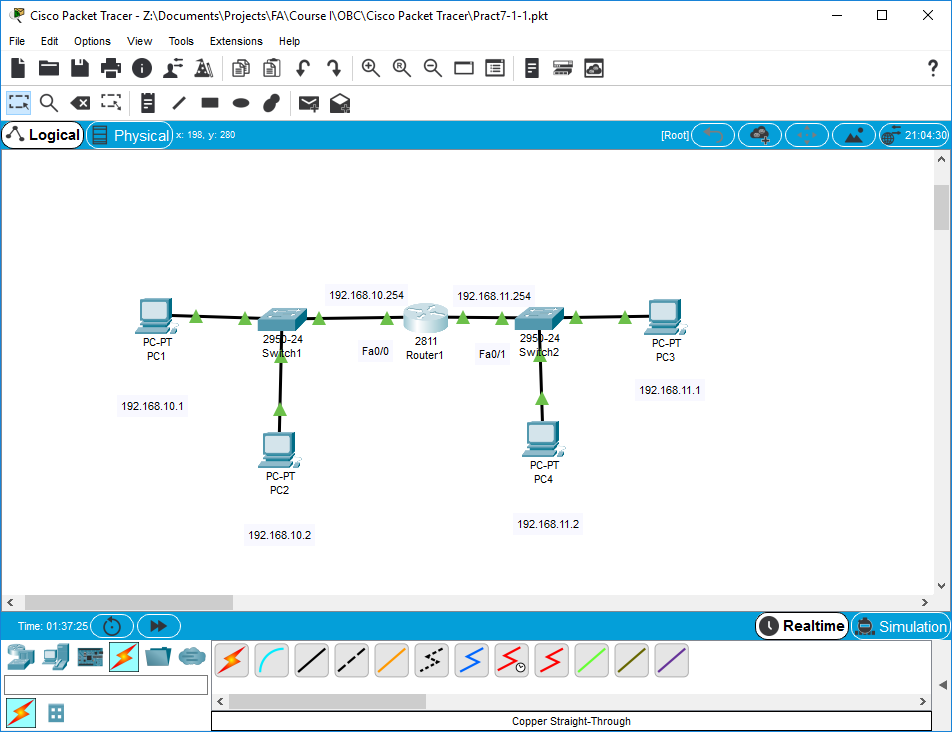 Cisco Packet Tracer - Z:\Documents\Projects\FA\Course I\OBC\Cisco Packet Tracer\Pract7-1-1.pkt
File Edit Options View Tools Extensions Help
Logical Physical x: 198, y: 280 [Root] 21:04:30
192.168.10.254 192.168.11.254
PC-PT
PC1
2950-24
Switch1
Fa0/0
2811
Router1
Fa0/1
2950-24
Switch2
PC-PT
PC3
192.168.10.1
192.168.11.1
PC-PT
PC2
PC-PT
PC4
192.168.10.2
192.168.11.2
Time: 01:37:25 Realtime Simulation
Copper Straight-Through